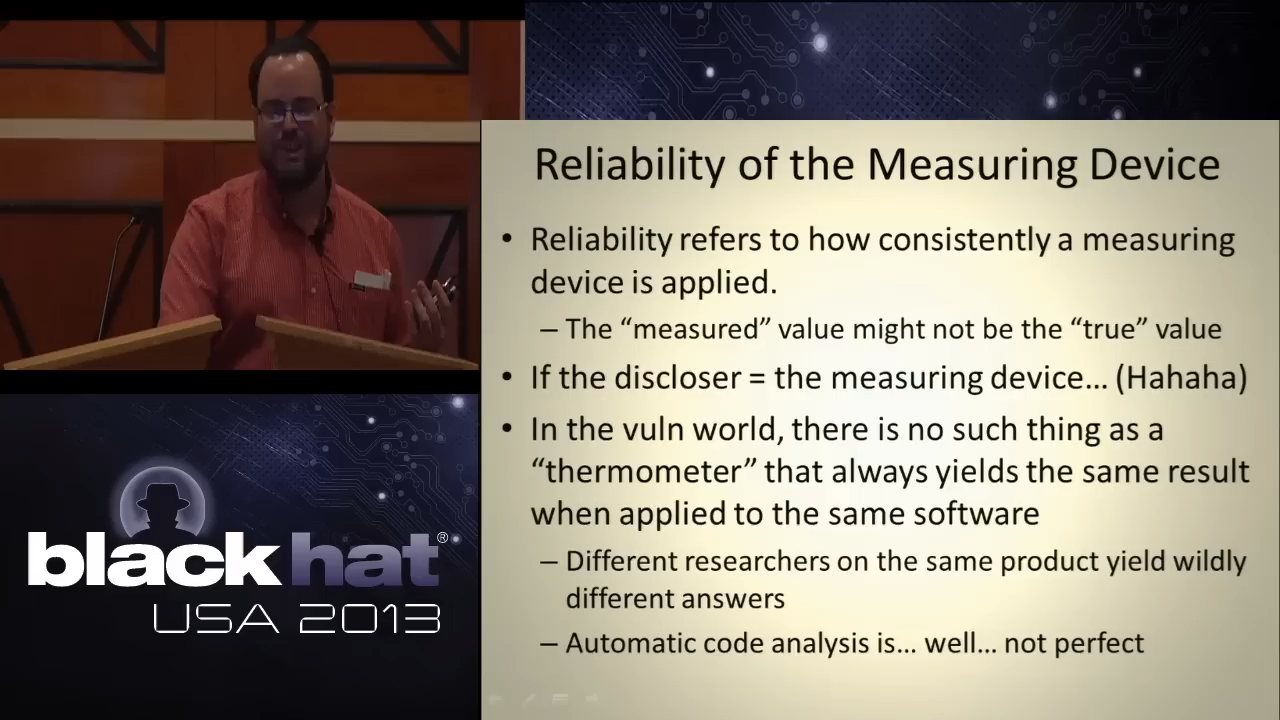 Reliability of the Measuring Device
• Reliability refers to how consistently a measuring
device is applied.
– The “measured” value might not be the “true” value
• If the discloser = the measuring device… (Hahaha)
• In the vuln world, there is no such thing as a
“thermometer” that always yields the same result
when applied to the same software
– Different researchers on the same product yield wildly
different answers
– Automatic code analysis is… well… not perfect
black hat®
USA 2013